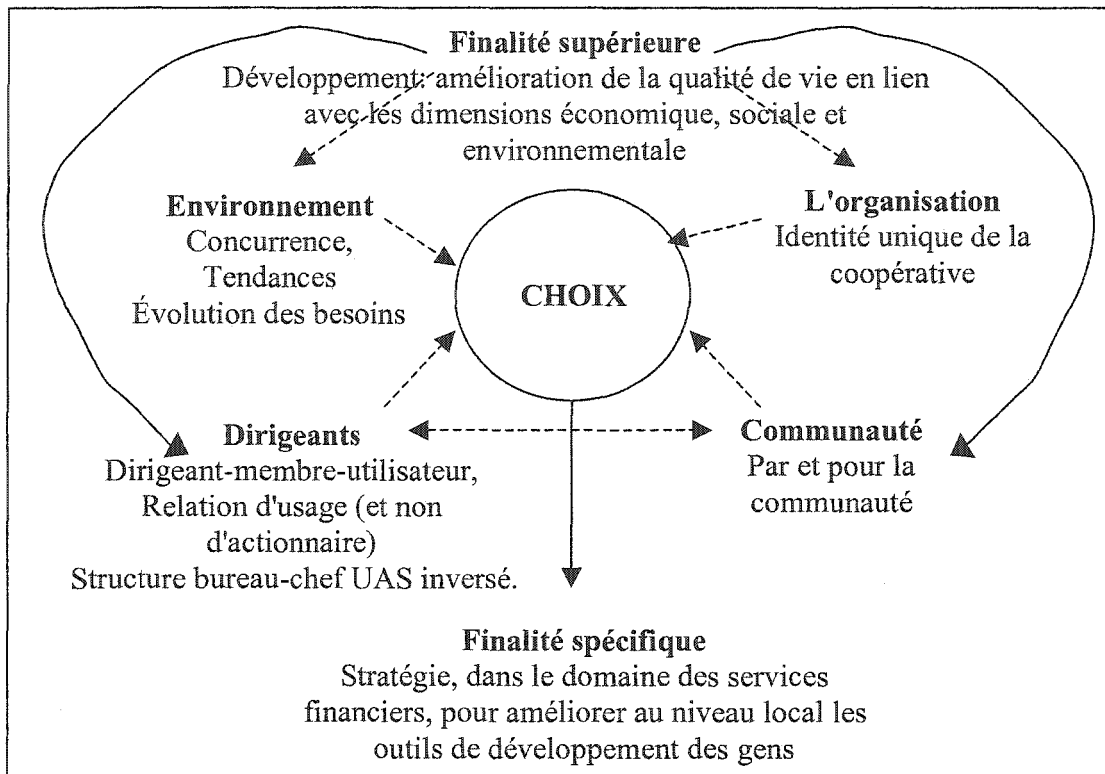 Finalité supérieure
Développement: amélioration de la qualité de vie en lien
avec les dimensions économique, sociale et
environnementale
Environnement
Concurrence,
Tendances
Évolution des besoins
L'organisation
Identité unique de la
coopérative
CHOIX
Dirigeants
Dirigeant-membre-utilisateur,
Relation d'usage (et non
d'actionnaire)
Structure bureau-chef UAS inversé.
Communauté
Par et pour la
communauté
Finalité spécifique
Stratégie, dans le domaine des services
financiers, pour améliorer au niveau local les
outils de développement des gens